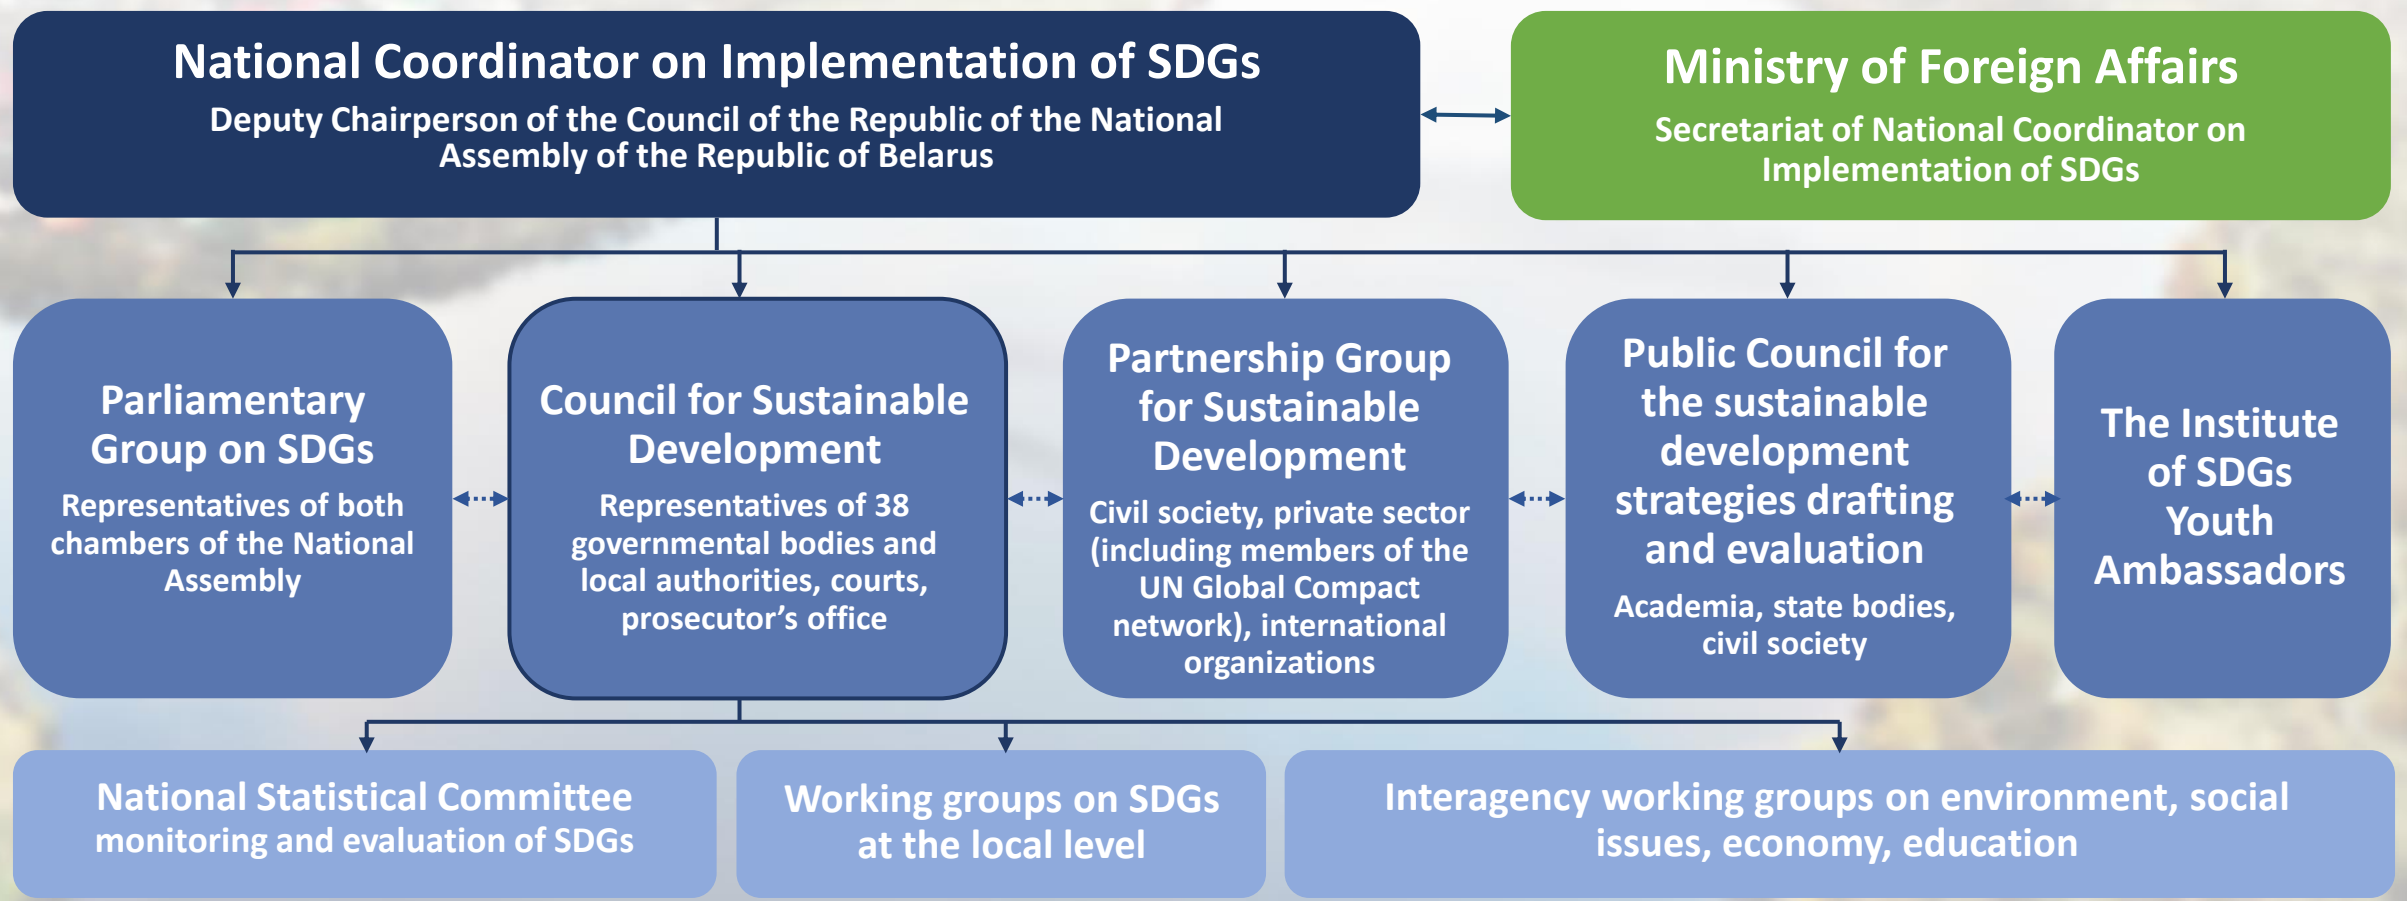 National Coordinator on Implementation of SDGs
Deputy Chairperson of the Council of the Republic of the National
Assembly of the Republic of Belarus
Ministry of Foreign Affairs
Secretariat of National Coordinator on
Implementation of SDGs
Parliamentary
Group on SDGs
Representatives of both
chambers of the National
Assembly
Council for Sustainable
Development
Representatives of 38
governmental bodies and
local authorities, courts,
prosecutor’s office
Partnership Group
for Sustainable
Development
Civil society, private sector
(including members of the
UN Global Compact
network), international
organizations
Public Council for
the sustainable
development
strategies drafting
and evaluation
Academia, state bodies,
civil society
The Institute
of SDGs
Youth
Ambassadors
National Statistical Committee
monitoring and evaluation of SDGs
Working groups on SDGs
at the local level
Interagency working groups on environment, social
issues, economy, education